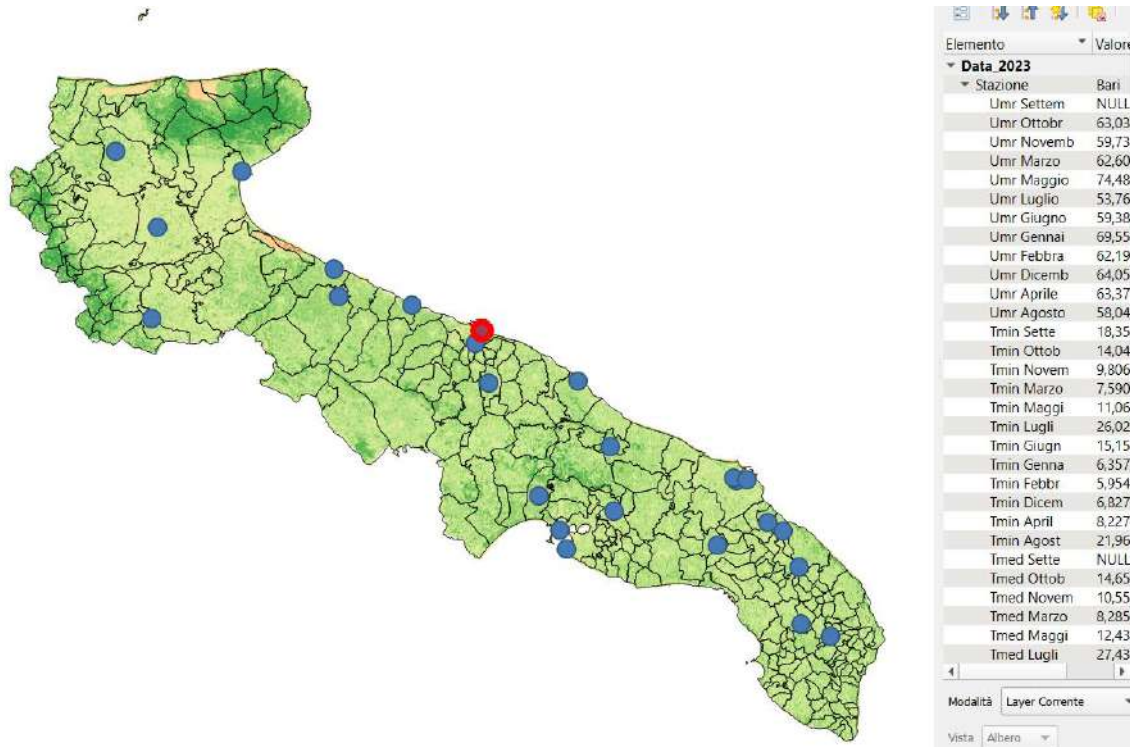 Elemento Valore
Data_2023
Stazione Bari
Umr Settem NULL
Umr Ottobr 63,03
Umr Novemb 59,73
Umr Marzo 62,60
Umr Maggio 74,48
Umr Luglio 53,76
Umr Giugno 59,38
Umr Gennai 69,55
Umr Febbra 62,19
Umr Dicemb 64,05
Umr Aprile 63,37
Umr Agosto 58,04
Tmin Sette 18,35
Tmin Ottob 14,04
Tmin Novem 9,806
Tmin Marzo 7,590
Tmin Maggi 11,06
Tmin Lugli 26,02
Tmin Giugn 15,15
Tmin Genna 6,357
Tmin Febbr 5,954
Tmin Dicem 6,827
Tmin April 8,227
Tmin Agost 21,96
Tmed Sette NULL
Tmed Ottob 14,65
Tmed Novem 10,55
Tmed Marzo 8,285
Tmed Maggi 12,43
Tmed Lugli 27,43
Modalità Layer Corrente
Vista Albero